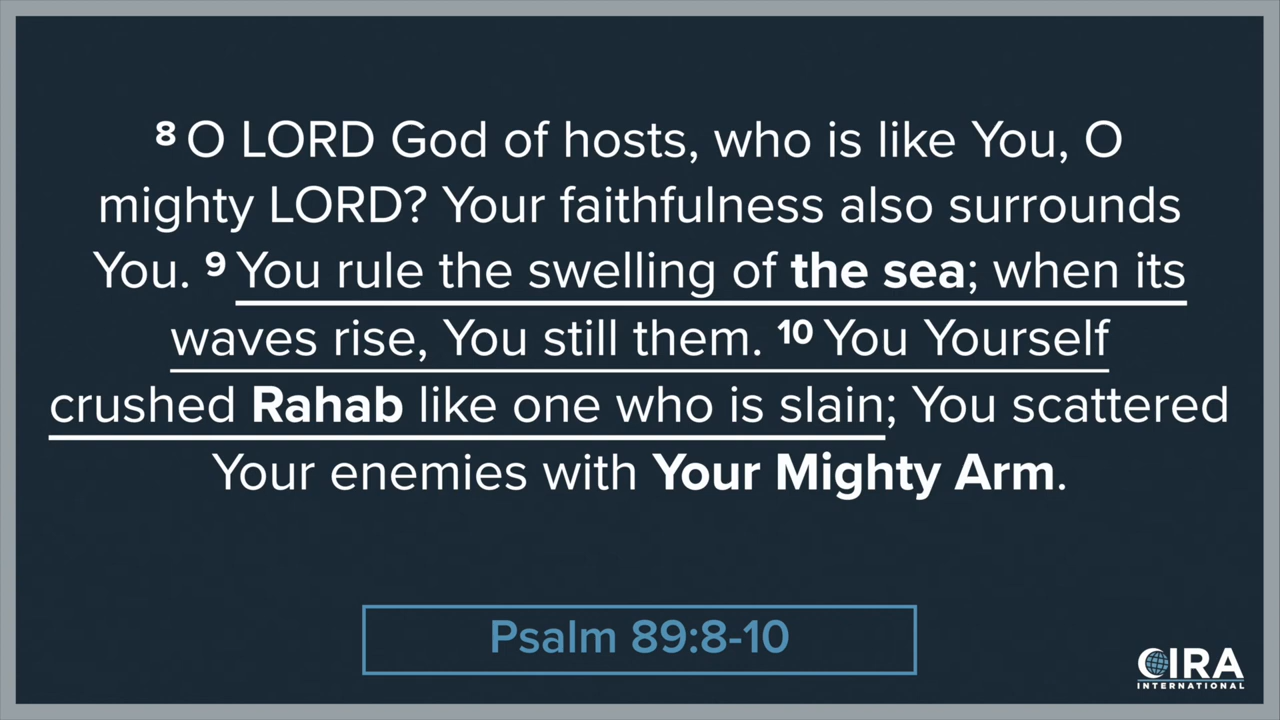 8 O LORD God of hosts, who is like You, O
mighty LORD? Your faithfulness also surrounds
You. 9 You rule the swelling of the sea; when its
waves rise, You still them. 10 You Yourself
crushed Rahab like one who is slain; You scattered
Your enemies with Your Mighty Arm.
Psalm 89:8-10
CIRA
INTERNATIONAL